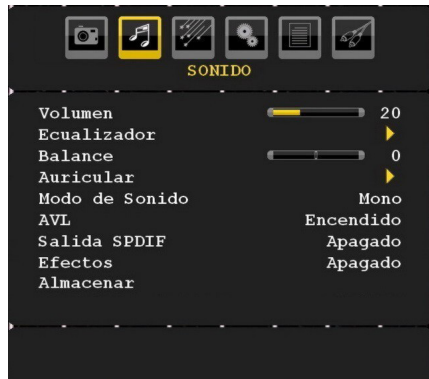 SONIDO
Volumen 20
Ecualizador
Balance 0
Auricular
Modo de Sonido Mono
AVL Encendido
Salida SPDIF Apagado
Efectos Apagado
Almacenar